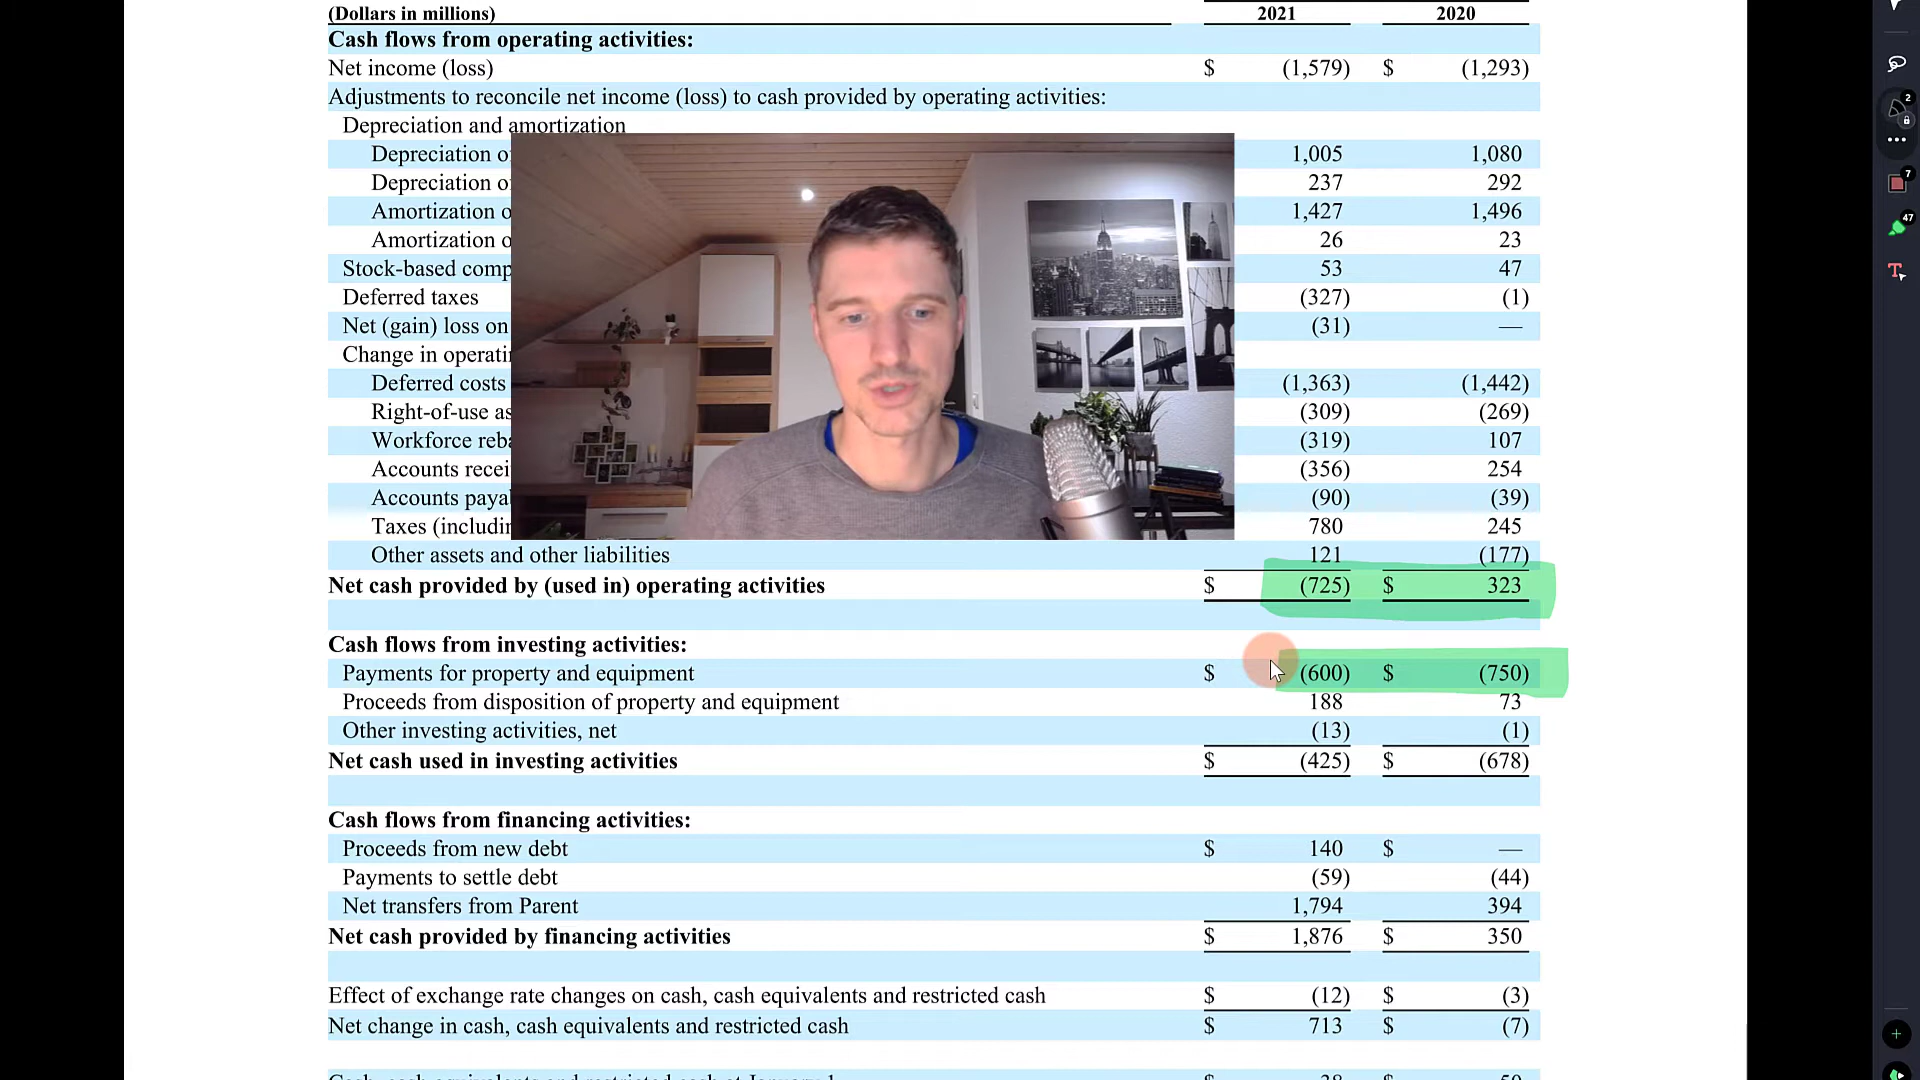 (Dollars in millions) 2021 2020
Cash flows from operating activities:
Net income (loss) $ (1,579) $ (1,293)
Adjustments to reconcile net income (loss) to cash provided by operating activities:
Depreciation and amortization
Depreciation 1,005 1,080
Depreciation 237 292
Amortization 1,427 1,496
Amortization 26 23
Stock-based 53 47
Deferred taxes (327) (1)
Net (gain) loss on (31) —
Change in
Deferred costs (1,363) (1,442)
Right-of-use (309) (269)
Workforce (319) 107
Accounts (356) 254
Accounts (90) (39)
Taxes 780 245
Other assets and other liabilities 121 (177)
Net cash provided by (used in) operating activities $ (725) $ 323
Cash flows from investing activities:
Payments for property and equipment $ (600) $ (750)
Proceeds from disposition of property and equipment 188 73
Other investing activities, net (13) (1)
Net cash used in investing activities $ (425) $ (678)
Cash flows from financing activities:
Proceeds from new debt $ 140 $ —
Payments to settle debt (59) (44)
Net transfers from Parent 1,794 394
Net cash provided by financing activities $ 1,876 $ 350
Effect of exchange rate changes on cash, cash equivalents and restricted cash $ (12) $ (3)
Net change in cash, cash equivalents and restricted cash $ 713 $ (7)
2
7
47
T